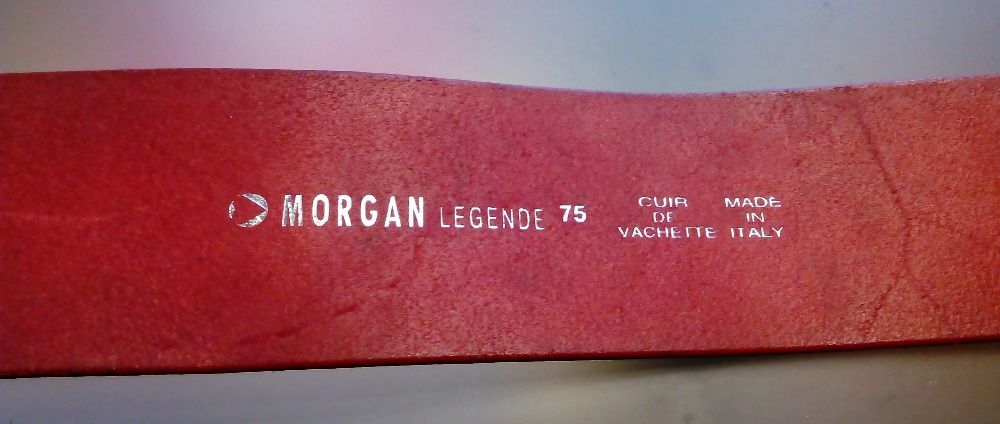 MORGAN LEGENDE 75
CUIR
DE
VACHETTE
MADE
IN
ITALY